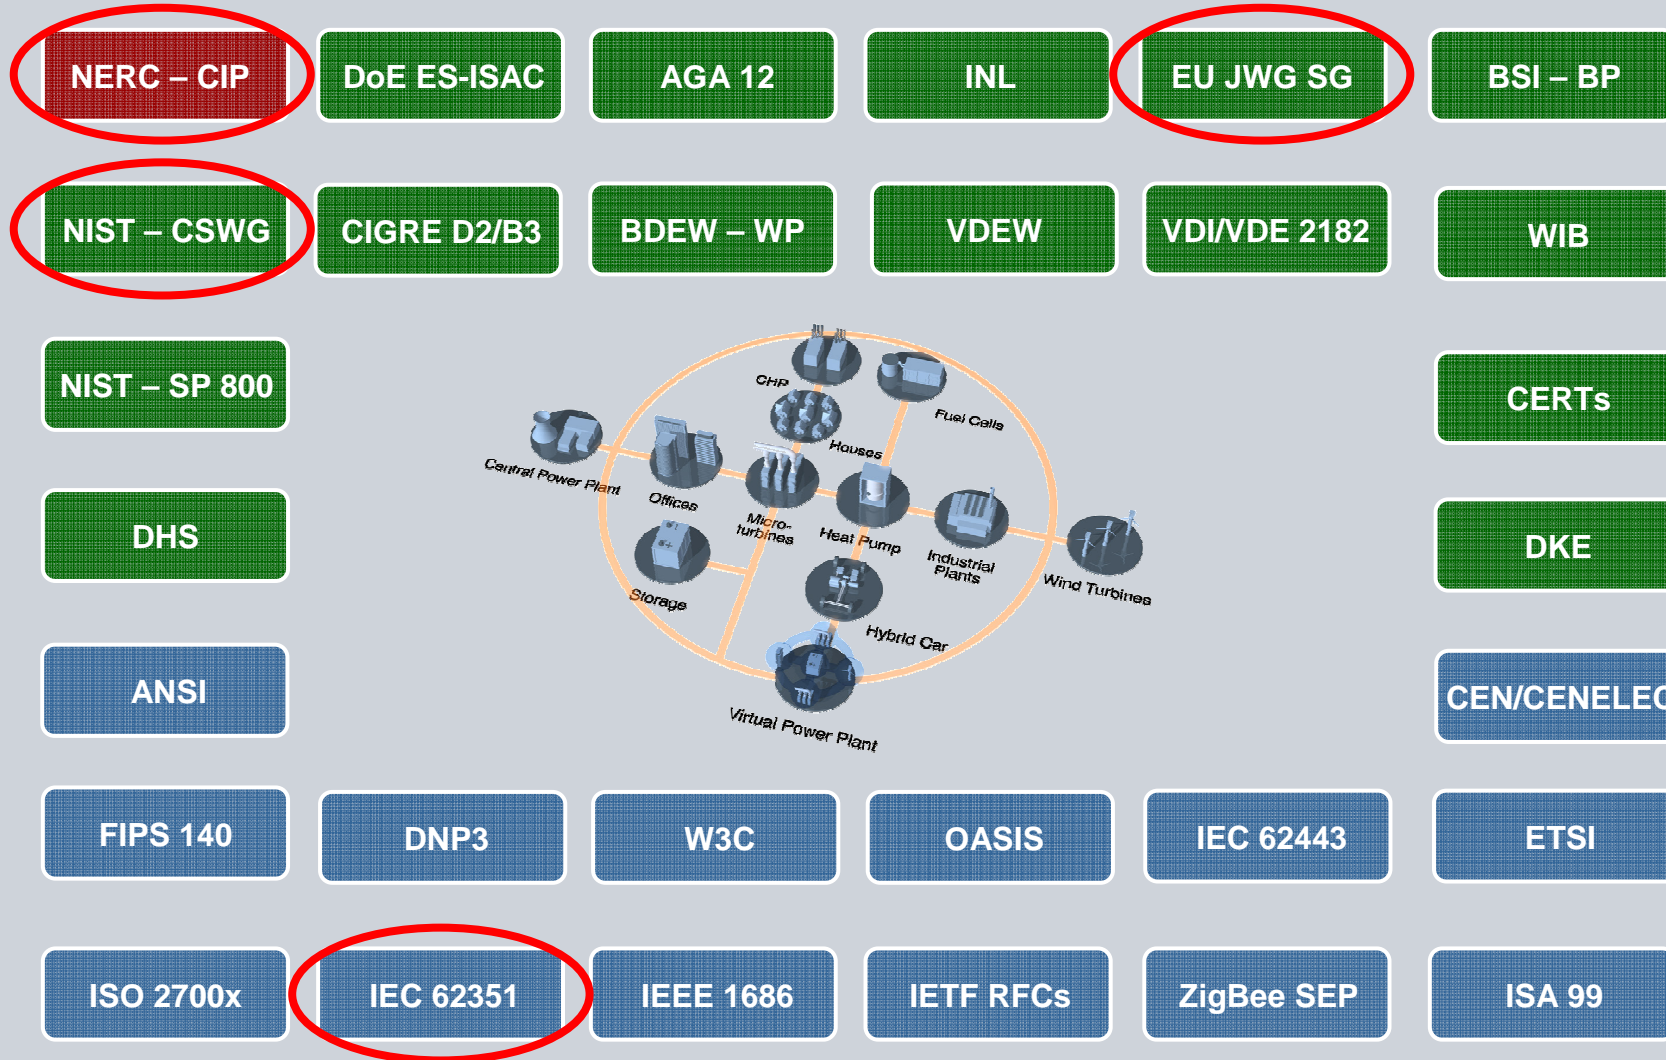 NERC – CIP
DoE ES-ISAC
AGA 12
INL
EU JWG SG
BSI – BP
NIST – CSWG
CIGRE D2/B3
BDEW – WP
VDEW
VDI/VDE 2182
WIB
NIST – SP 800
CERTs
DHS
DKE
CHP
Fuel Cells
Houses
Central Power Plant
Offices
Micro-
turbines
Heat Pump
Industrial
Plants
Wind Turbines
Storage
Hybrid Car
Virtual Power Plant
ANSI
CEN/CENELEC
FIPS 140
DNP3
W3C
OASIS
IEC 62443
ETSI
ISO 2700x
IEC 62351
IEEE 1686
IETF RFCs
ZigBee SEP
ISA 99